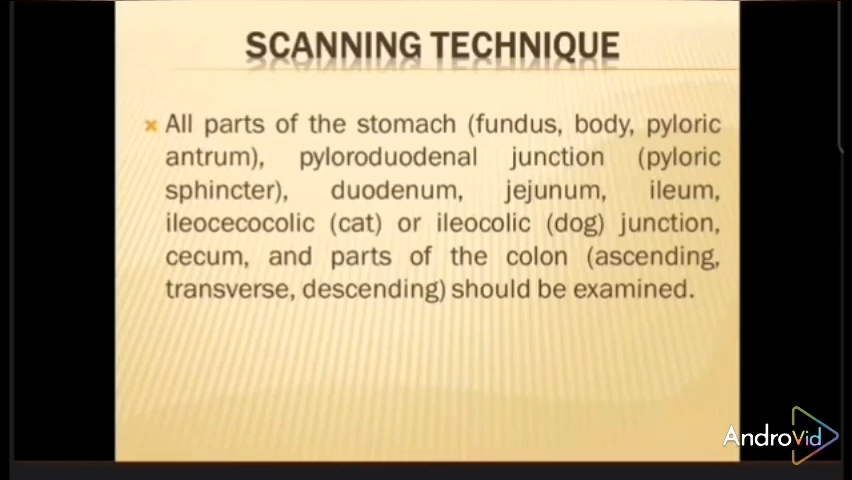 SCANNING TECHNIQUE
All parts of the stomach (fundus, body, pyloric
antrum), pyloroduodenal junction (pyloric
sphincter), duodenum, jejunum, ileum,
ileocecocolic (cat) or ileocolic (dog) junction,
cecum, and parts of the colon (ascending,
transverse, descending) should be examined.
AndroVid